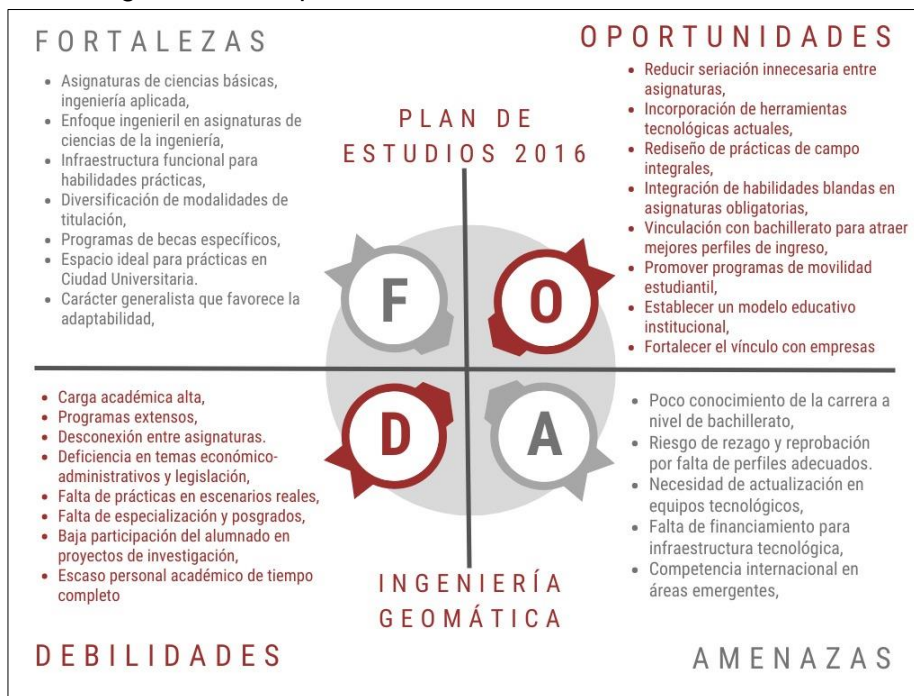 FORTALEZAS
• Asignaturas de ciencias básicas,
ingeniería aplicada,
• Enfoque ingenieril en asignaturas de
ciencias de la ingeniería,
• Infraestructura funcional para
habilidades prácticas,
• Diversificación de modalidades de
titulación,
• Programas de becas específicos,
• Espacio ideal para prácticas en
Ciudad Universitaria.
• Carácter generalista que favorece la
adaptabilidad,
PLAN DE
ESTUDIOS 2016
OPORTUNIDADES
• Reducir seriación innecesaria entre
asignaturas,
• Incorporación de herramientas
tecnológicas actuales,
• Rediseño de prácticas de campo
integrales,
• Integración de habilidades blandas en
asignaturas obligatorias,
• Vinculación con bachillerato para atraer
mejores perfiles de ingreso,
• Promover programas de movilidad
estudiantil,
• Establecer un modelo educativo
institucional,
• Fortalecer el vínculo con empresas
F
O
D
A
• Carga académica alta,
• Programas extensos,
• Desconexión entre asignaturas.
• Deficiencia en temas económico-
administrativos y legislación,
• Falta de prácticas en escenarios reales,
• Falta de especialización y posgrados,
• Baja participación del alumnado en
proyectos de investigación,
• Escaso personal académico de tiempo
completo
DEBILIDADES
INGENIERÍA
GEOMÁTICA
• Poco conocimiento de la carrera a
nivel de bachillerato,
• Riesgo de rezago y reprobación
por falta de perfiles adecuados.
• Necesidad de actualización en
equipos tecnológicos,
• Falta de financiamiento para
infraestructura tecnológica,
• Competencia internacional en
áreas emergentes,
AMENAZAS